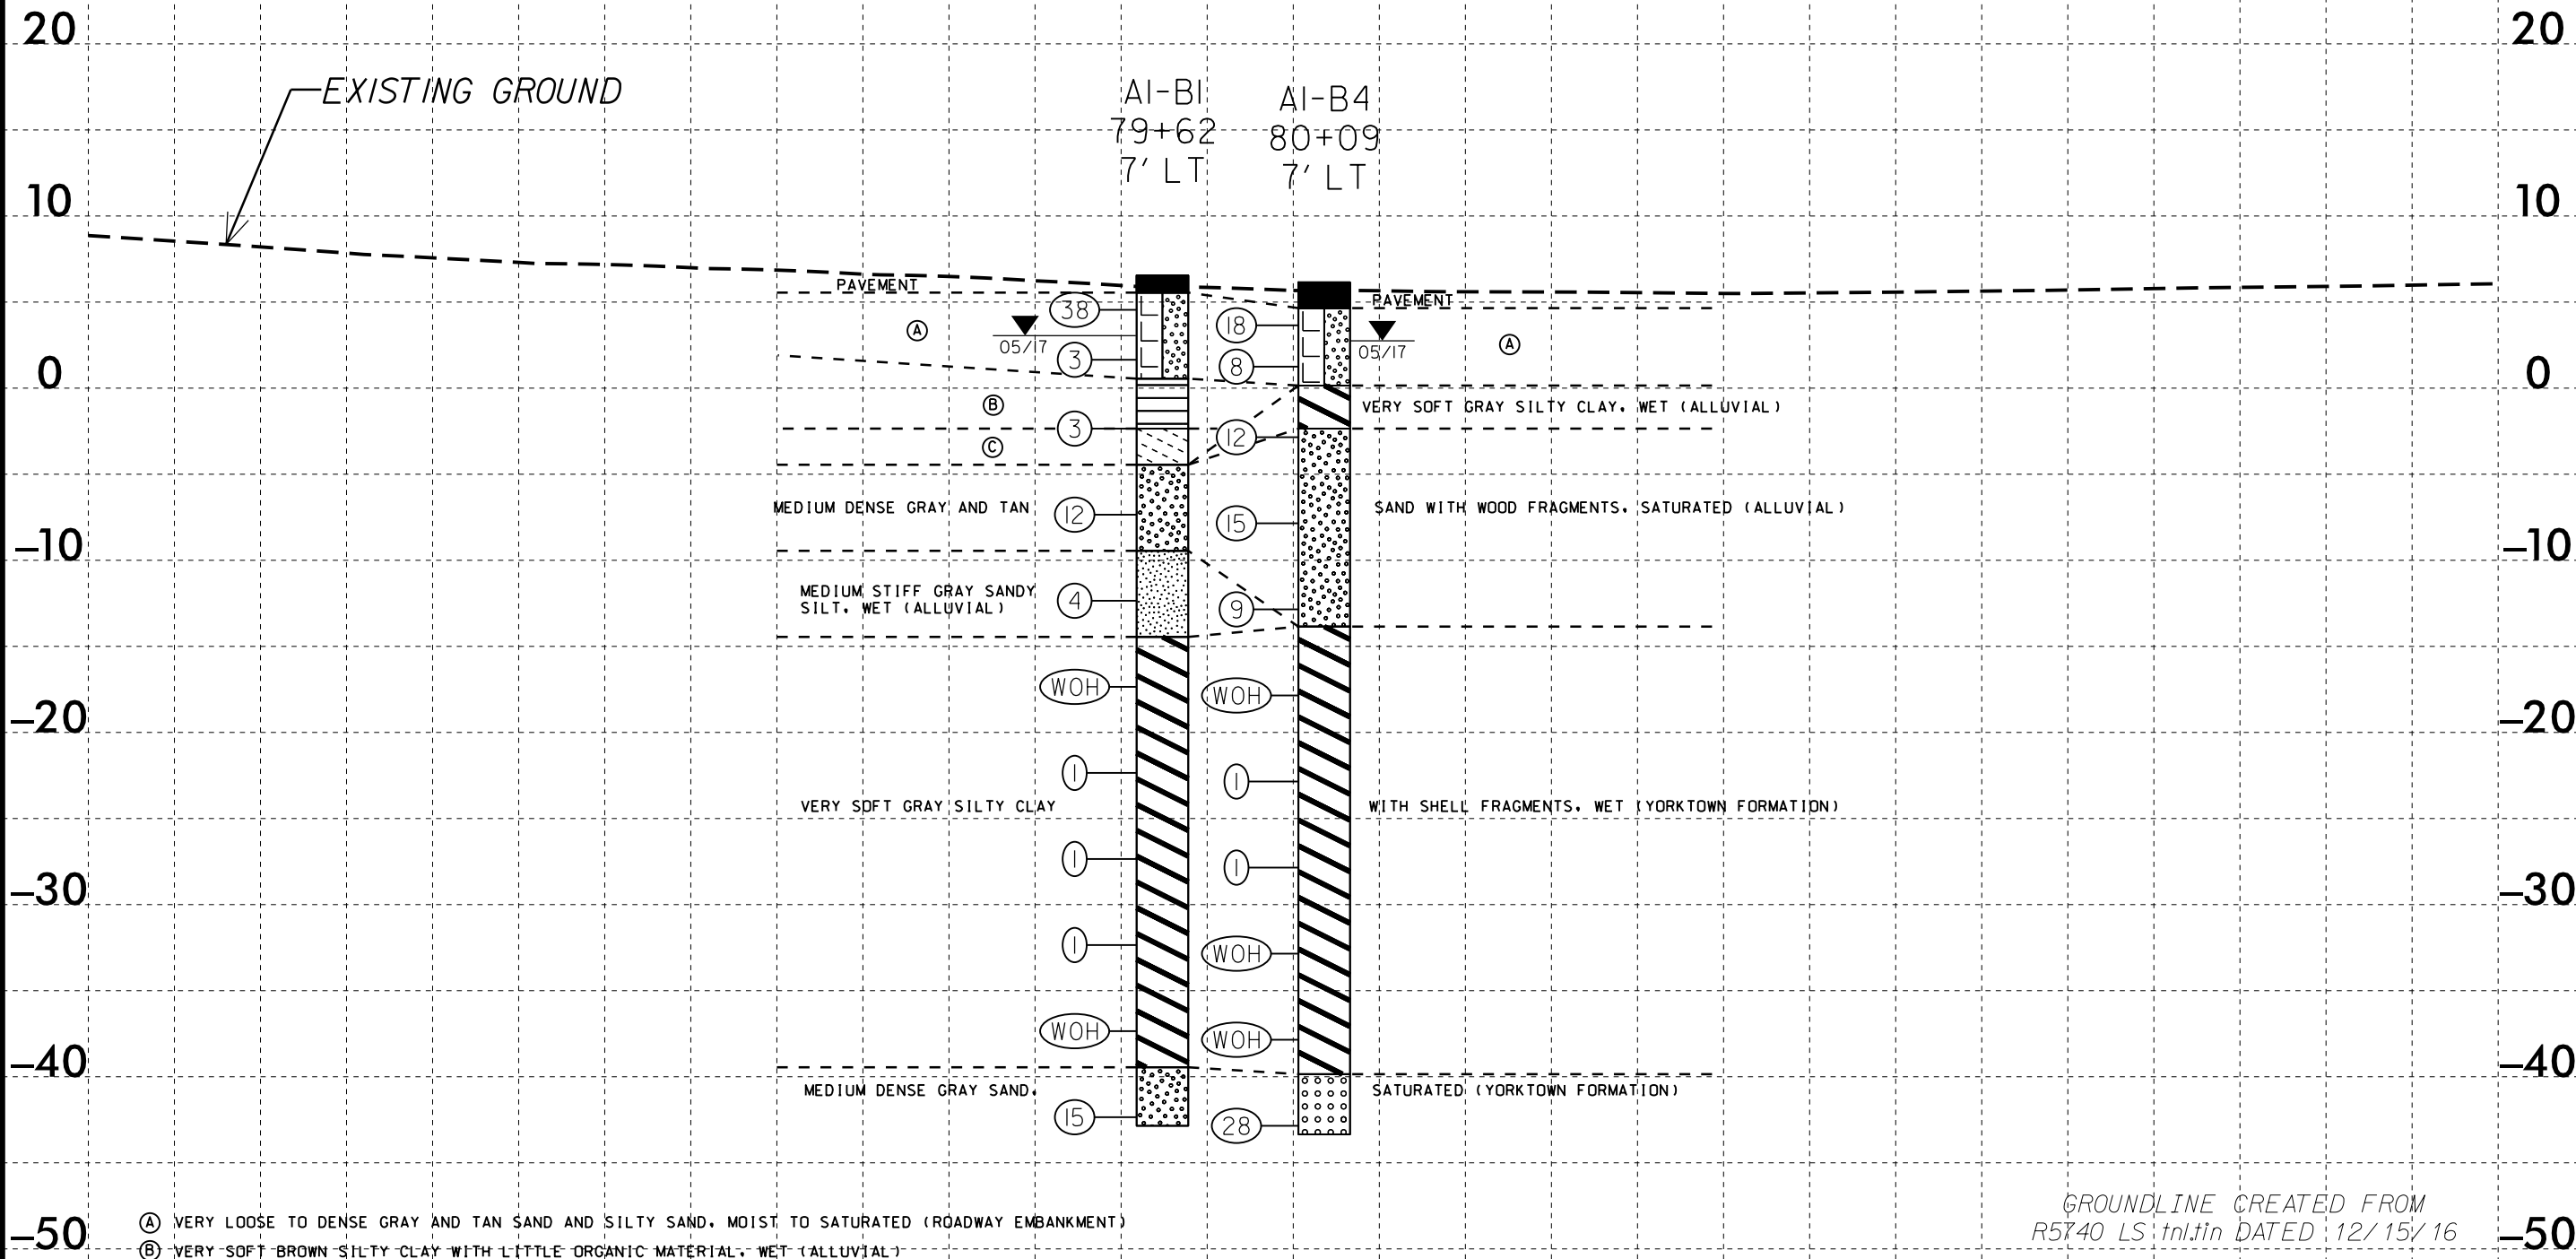 20 20
EXISTING GROUND
A1-B1 A1-B4
79+62 80+09
7' LT 7' LT
10 10
PAVEMENT PAVEMENT
38 18
A A
05/17 05/17
3 8
0 0
B VERY SOFT GRAY SILTY CLAY, WET (ALLUVIAL)
3 12
C
MEDIUM DENSE GRAY AND TAN SAND WITH WOOD FRAGMENTS, SATURATED (ALLUVIAL)
12 15
-10 -10
MEDIUM STIFF GRAY SANDY
SILT, WET (ALLUVIAL)
4 9
WOH WOH
-20 -20
1 1
VERY SOFT GRAY SILTY CLAY WITH SHELL FRAGMENTS, WET (YORKTOWN FORMATION)
1 1
-30 -30
1 WOH
WOH WOH
-40 -40
MEDIUM DENSE GRAY SAND, SATURATED (YORKTOWN FORMATION)
15 28
GROUNDLINE CREATED FROM
R5740 LS tnl.tin DATED 12/15/16
A VERY LOOSE TO DENSE GRAY AND TAN SAND AND SILTY SAND, MOIST TO SATURATED (ROADWAY EMBANKMENT)
-50 -50
B VERY SOFT BROWN SILTY CLAY WITH LITTLE ORGANIC MATERIAL, WET (ALLUVIAL)